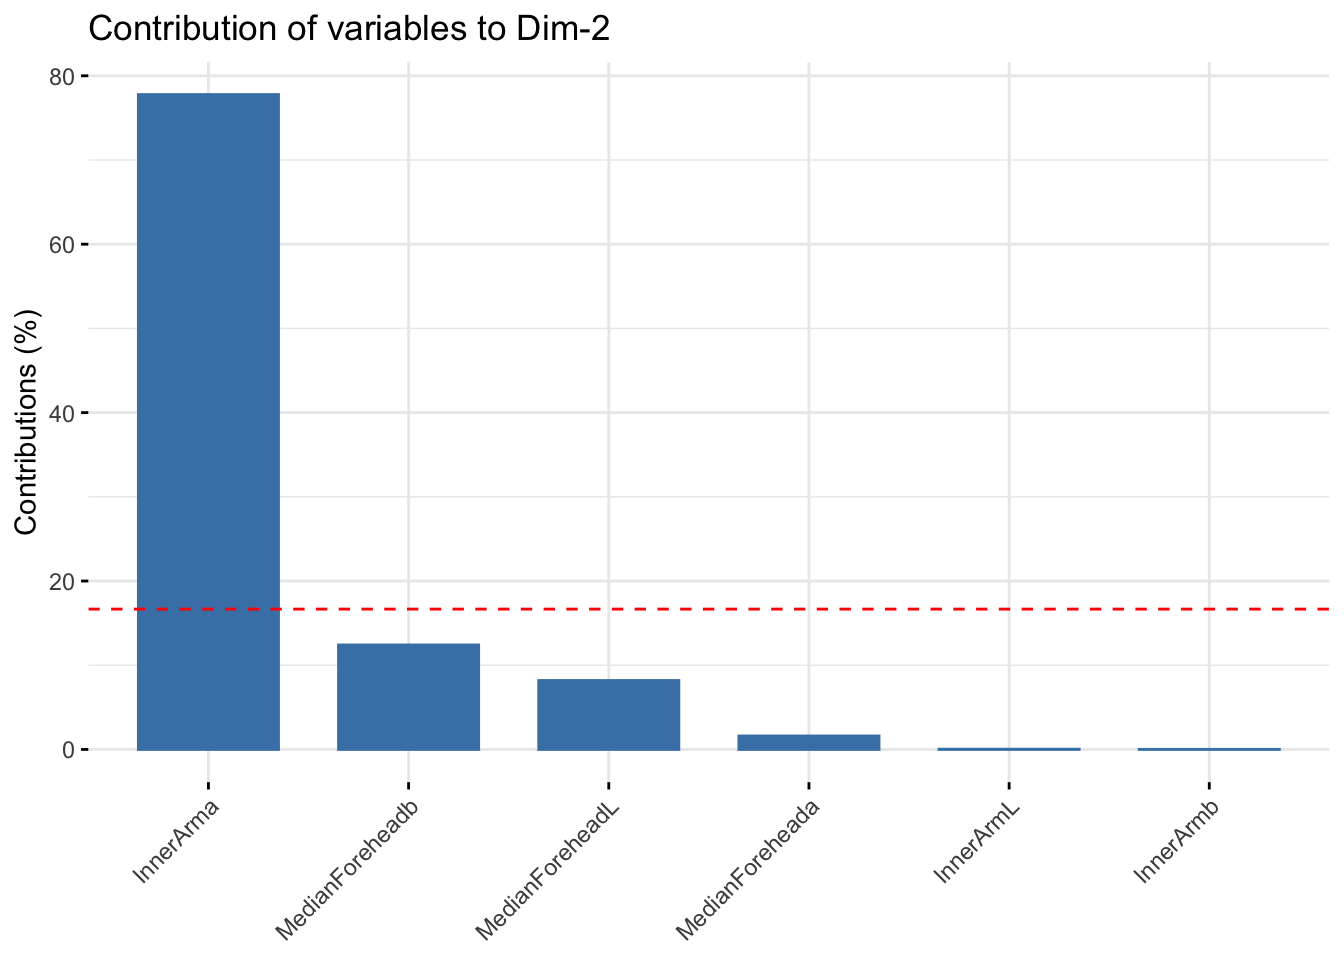 Contribution of variables to Dim-2
Contributions (%)
80
60
40
20
0
InnerArma
MedianForeheadb
MedianForeheadL
MedianForeheada
InnerArmL
InnerArmb